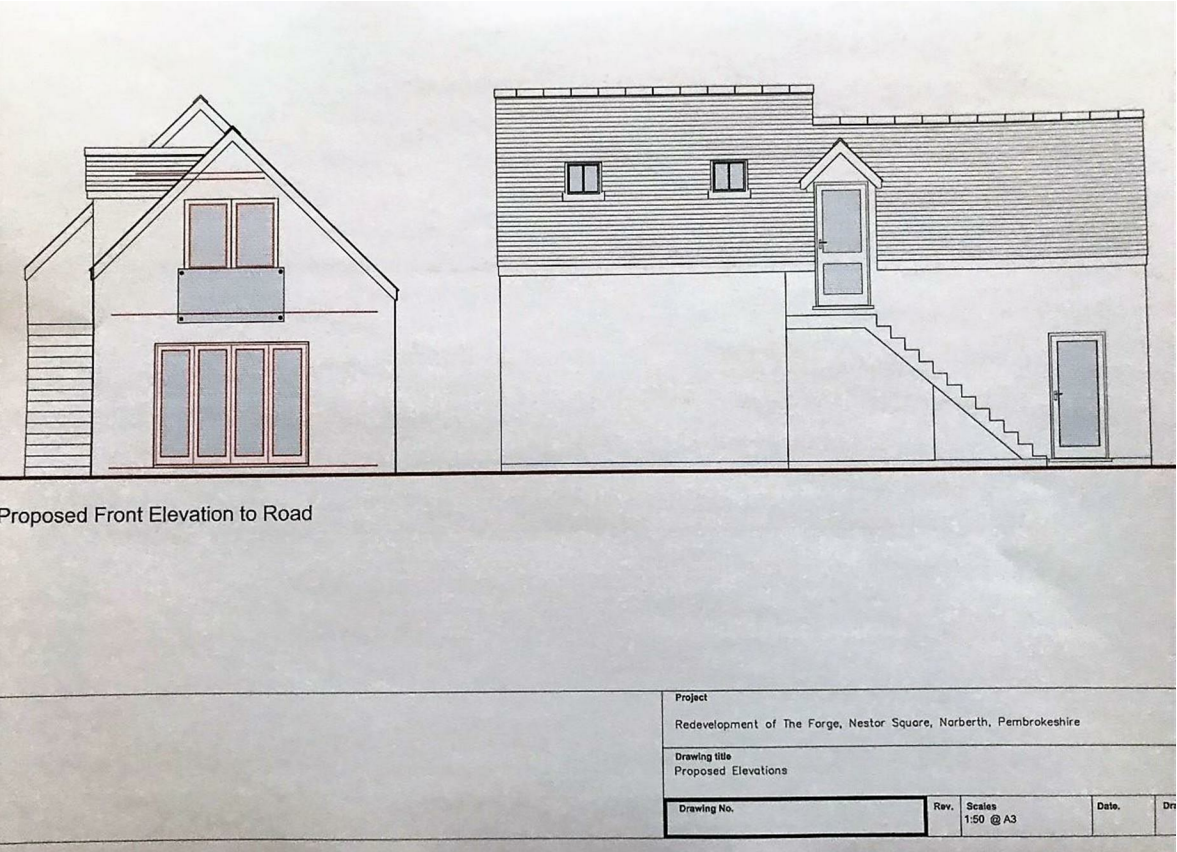 Proposed Front Elevation to Road
Project
Redevelopment of The Forge, Nestor Square, Narberth, Pembrokeshire
Drawing title
Proposed Elevations
Drawing No.
Rev.
Scales
1:50 @ A3
Date.